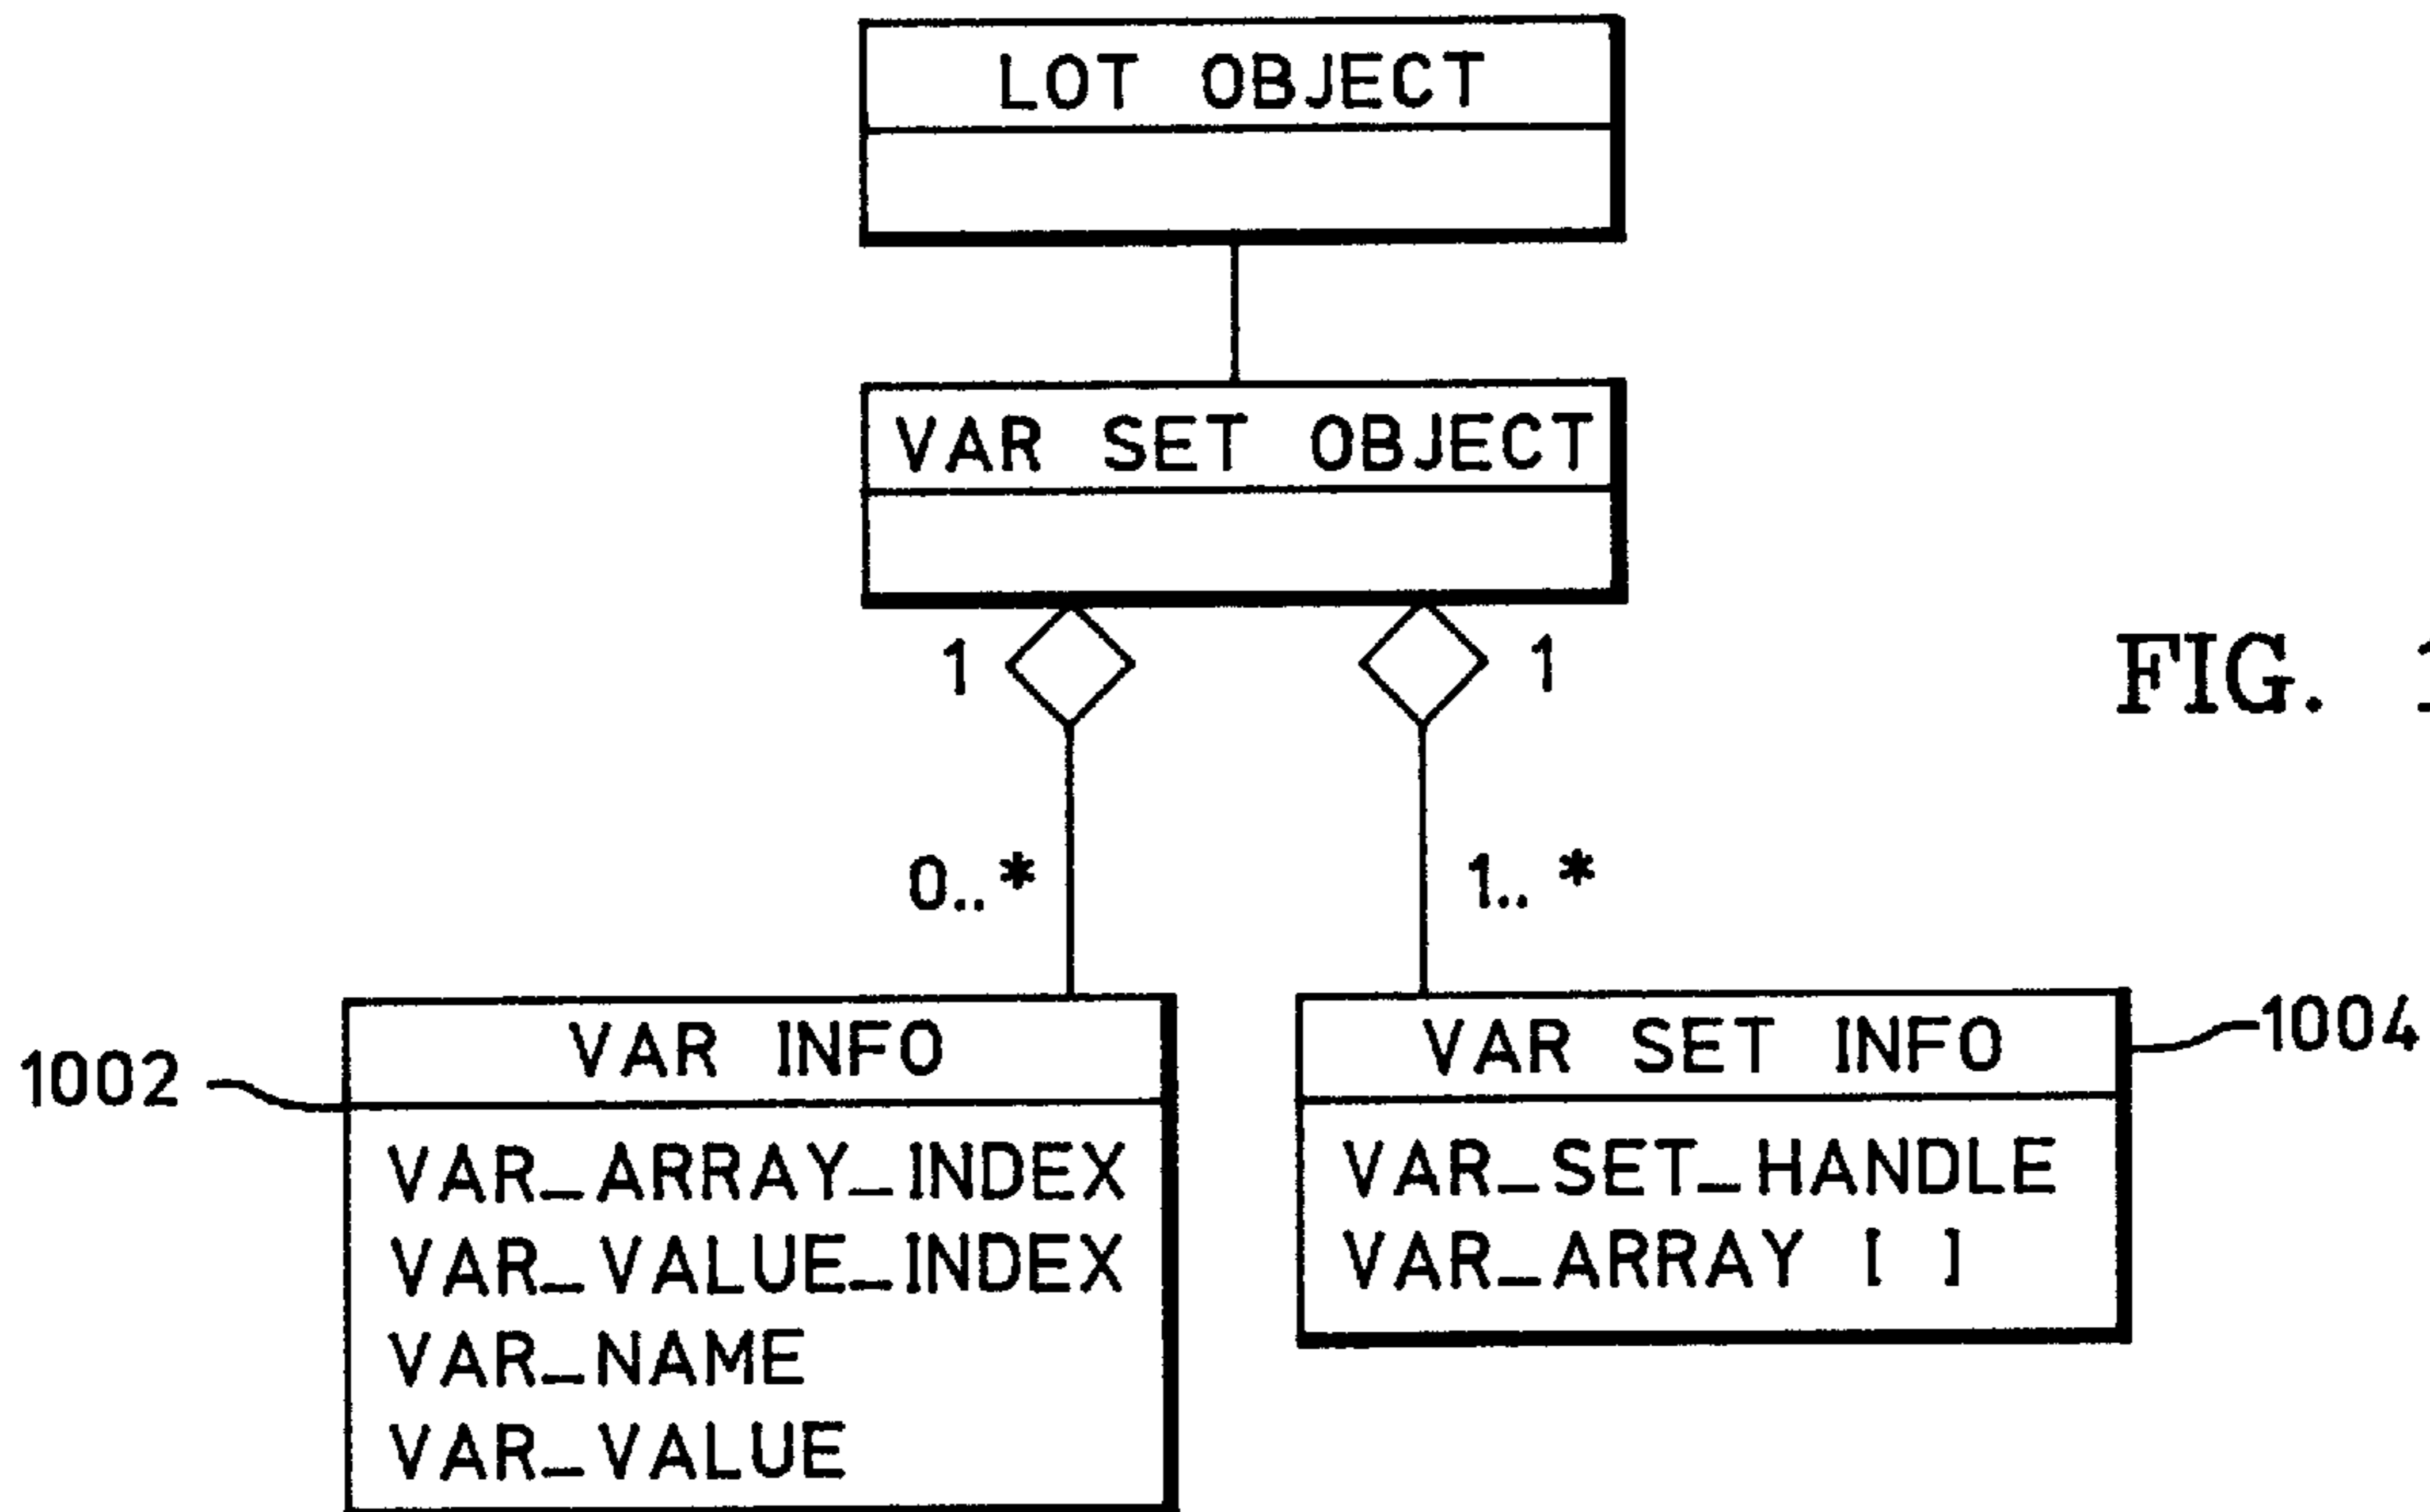 LOT OBJECT
VAR SET OBJECT
1
1
FIG.
0..*
1..*
VAR INFO
VAR SET INFO
1002
1004
VAR_ARRAY_INDEX
VAR_VALUE_INDEX
VAR_NAME
VAR_VALUE
VAR_SET_HANDLE
VAR_ARRAY [ ]